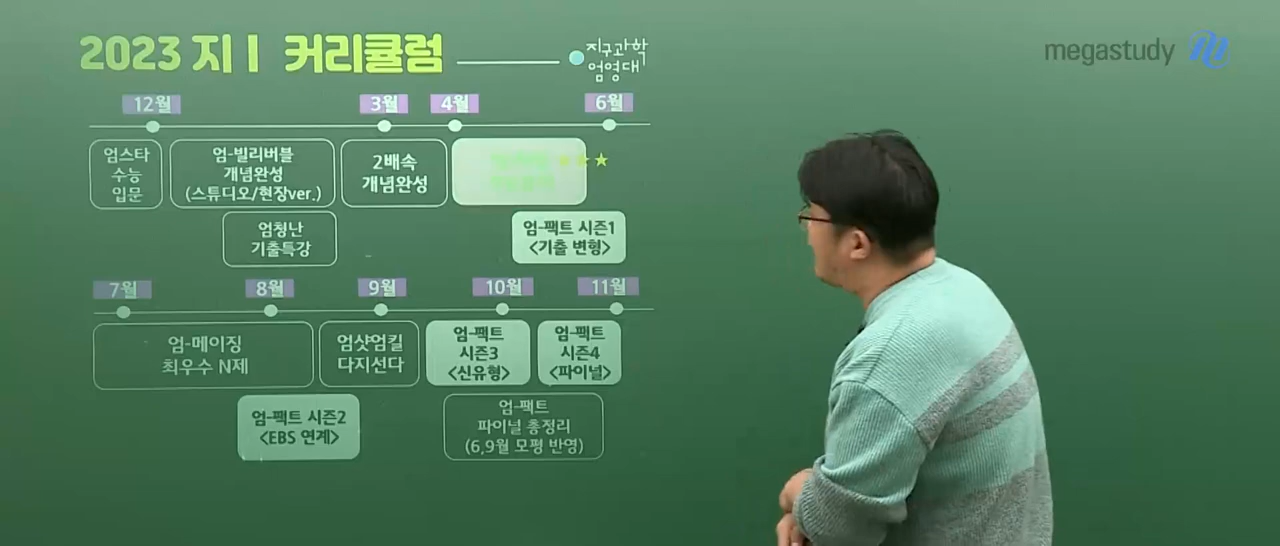 2023 지Ⅰ 커리큘럼
지구과학
엄영대
megastudy
12월
3월
4월
6월
엄스타
수능
입문
엄-빌리버블
개념완성
(스튜디오/현장ver.)
2배속
개념완성
★★★
엄청난
기출특강
엄-팩트 시즌1
<기출 변형>
7월
8월
9월
10월
11월
엄-메이징
최우수 N제
엄샷엄킬
다지선다
엄-팩트
시즌3
<신유형>
엄-팩트
시즌4
<파이널>
엄-팩트 시즌2
<EBS 연계>
엄-팩트
파이널 총정리
(6,9월 모평 반영)